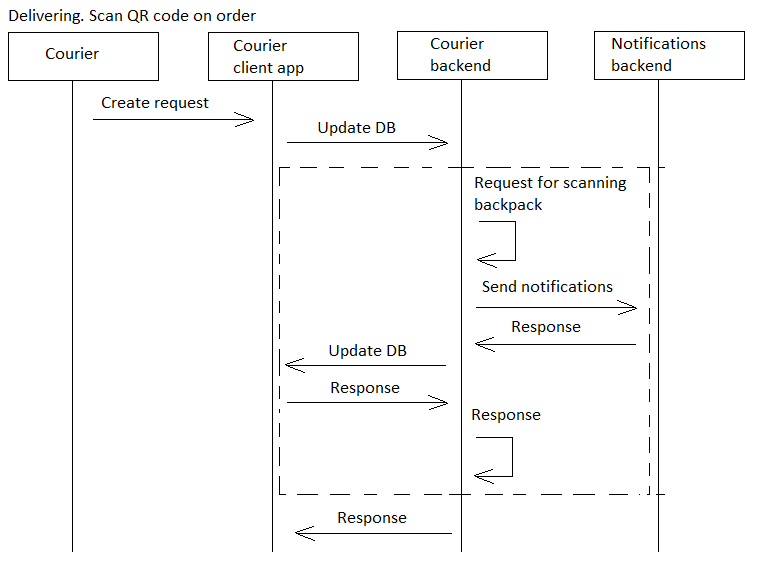 Delivering. Scan QR code on order
Courier
Courier
client app
Courier
backend
Notifications
backend
Create request
Update DB
Request for scanning
backpack
Send notifications
Response
Update DB
Response
Response
Response